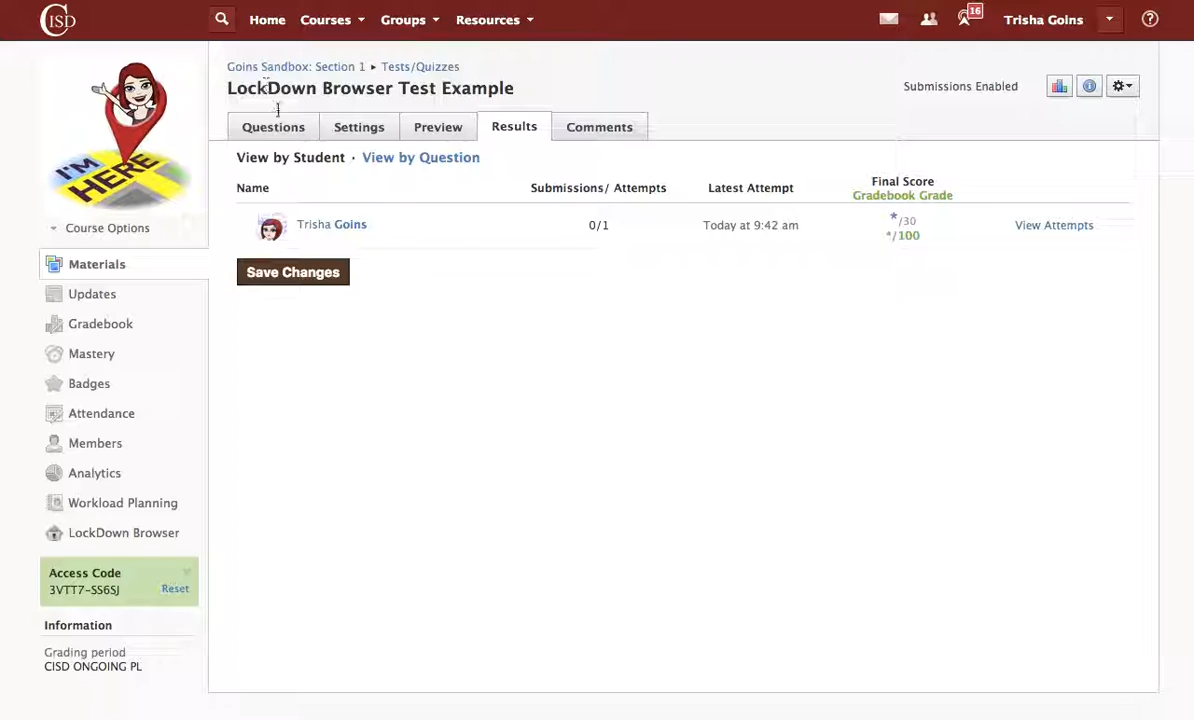 CISD
Home Courses Groups Resources
16
Trisha Goins
?
Goins Sandbox: Section 1 ▸ Tests/Quizzes
LockDown Browser Test Example
Submissions Enabled
Questions Settings Preview Results Comments
View by Student · View by Question
Name Submissions/ Attempts Latest Attempt Final Score
Gradebook Grade
Trisha Goins 0/1 Today at 9:42 am */30
*/100
View Attempts
Save Changes
I'M HERE
Course Options
Materials
Updates
Gradebook
Mastery
Badges
Attendance
Members
Analytics
Workload Planning
LockDown Browser
Access Code
3VTT7-SS6SJ Reset
Information
Grading period
CISD ONGOING PL